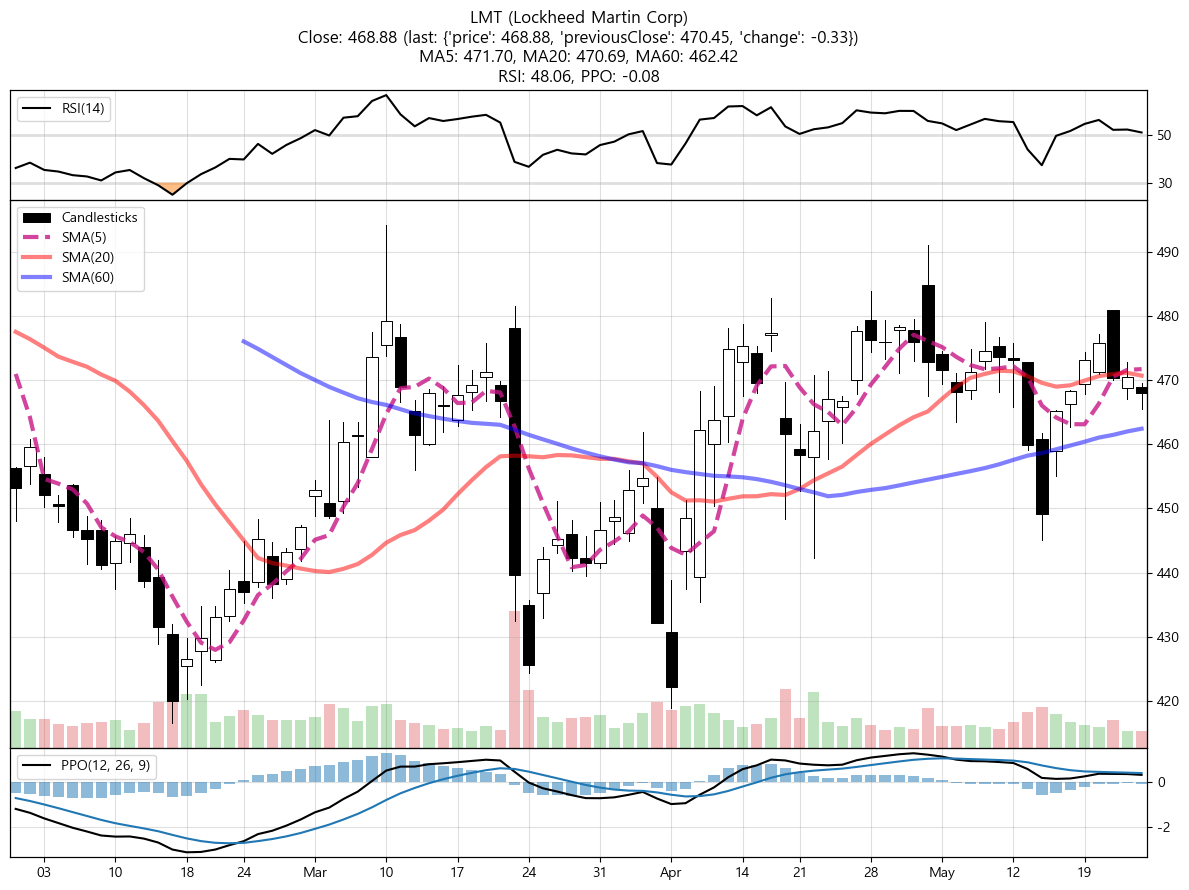 LMT (Lockheed Martin Corp)
Close: 468.88 (last: {'price': 468.88, 'previousClose': 470.45, 'change': -0.33})
MA5: 471.70, MA20: 470.69, MA60: 462.42
RSI: 48.06, PPO: -0.08
RSI(14)
50
30
Candlesticks
SMA(5)
SMA(20)
SMA(60)
490
480
470
460
450
440
430
420
PPO(12, 26, 9)
0
-2
03 10 18 24 Mar 10 17 24 31 Apr 14 21 28 May 12 19